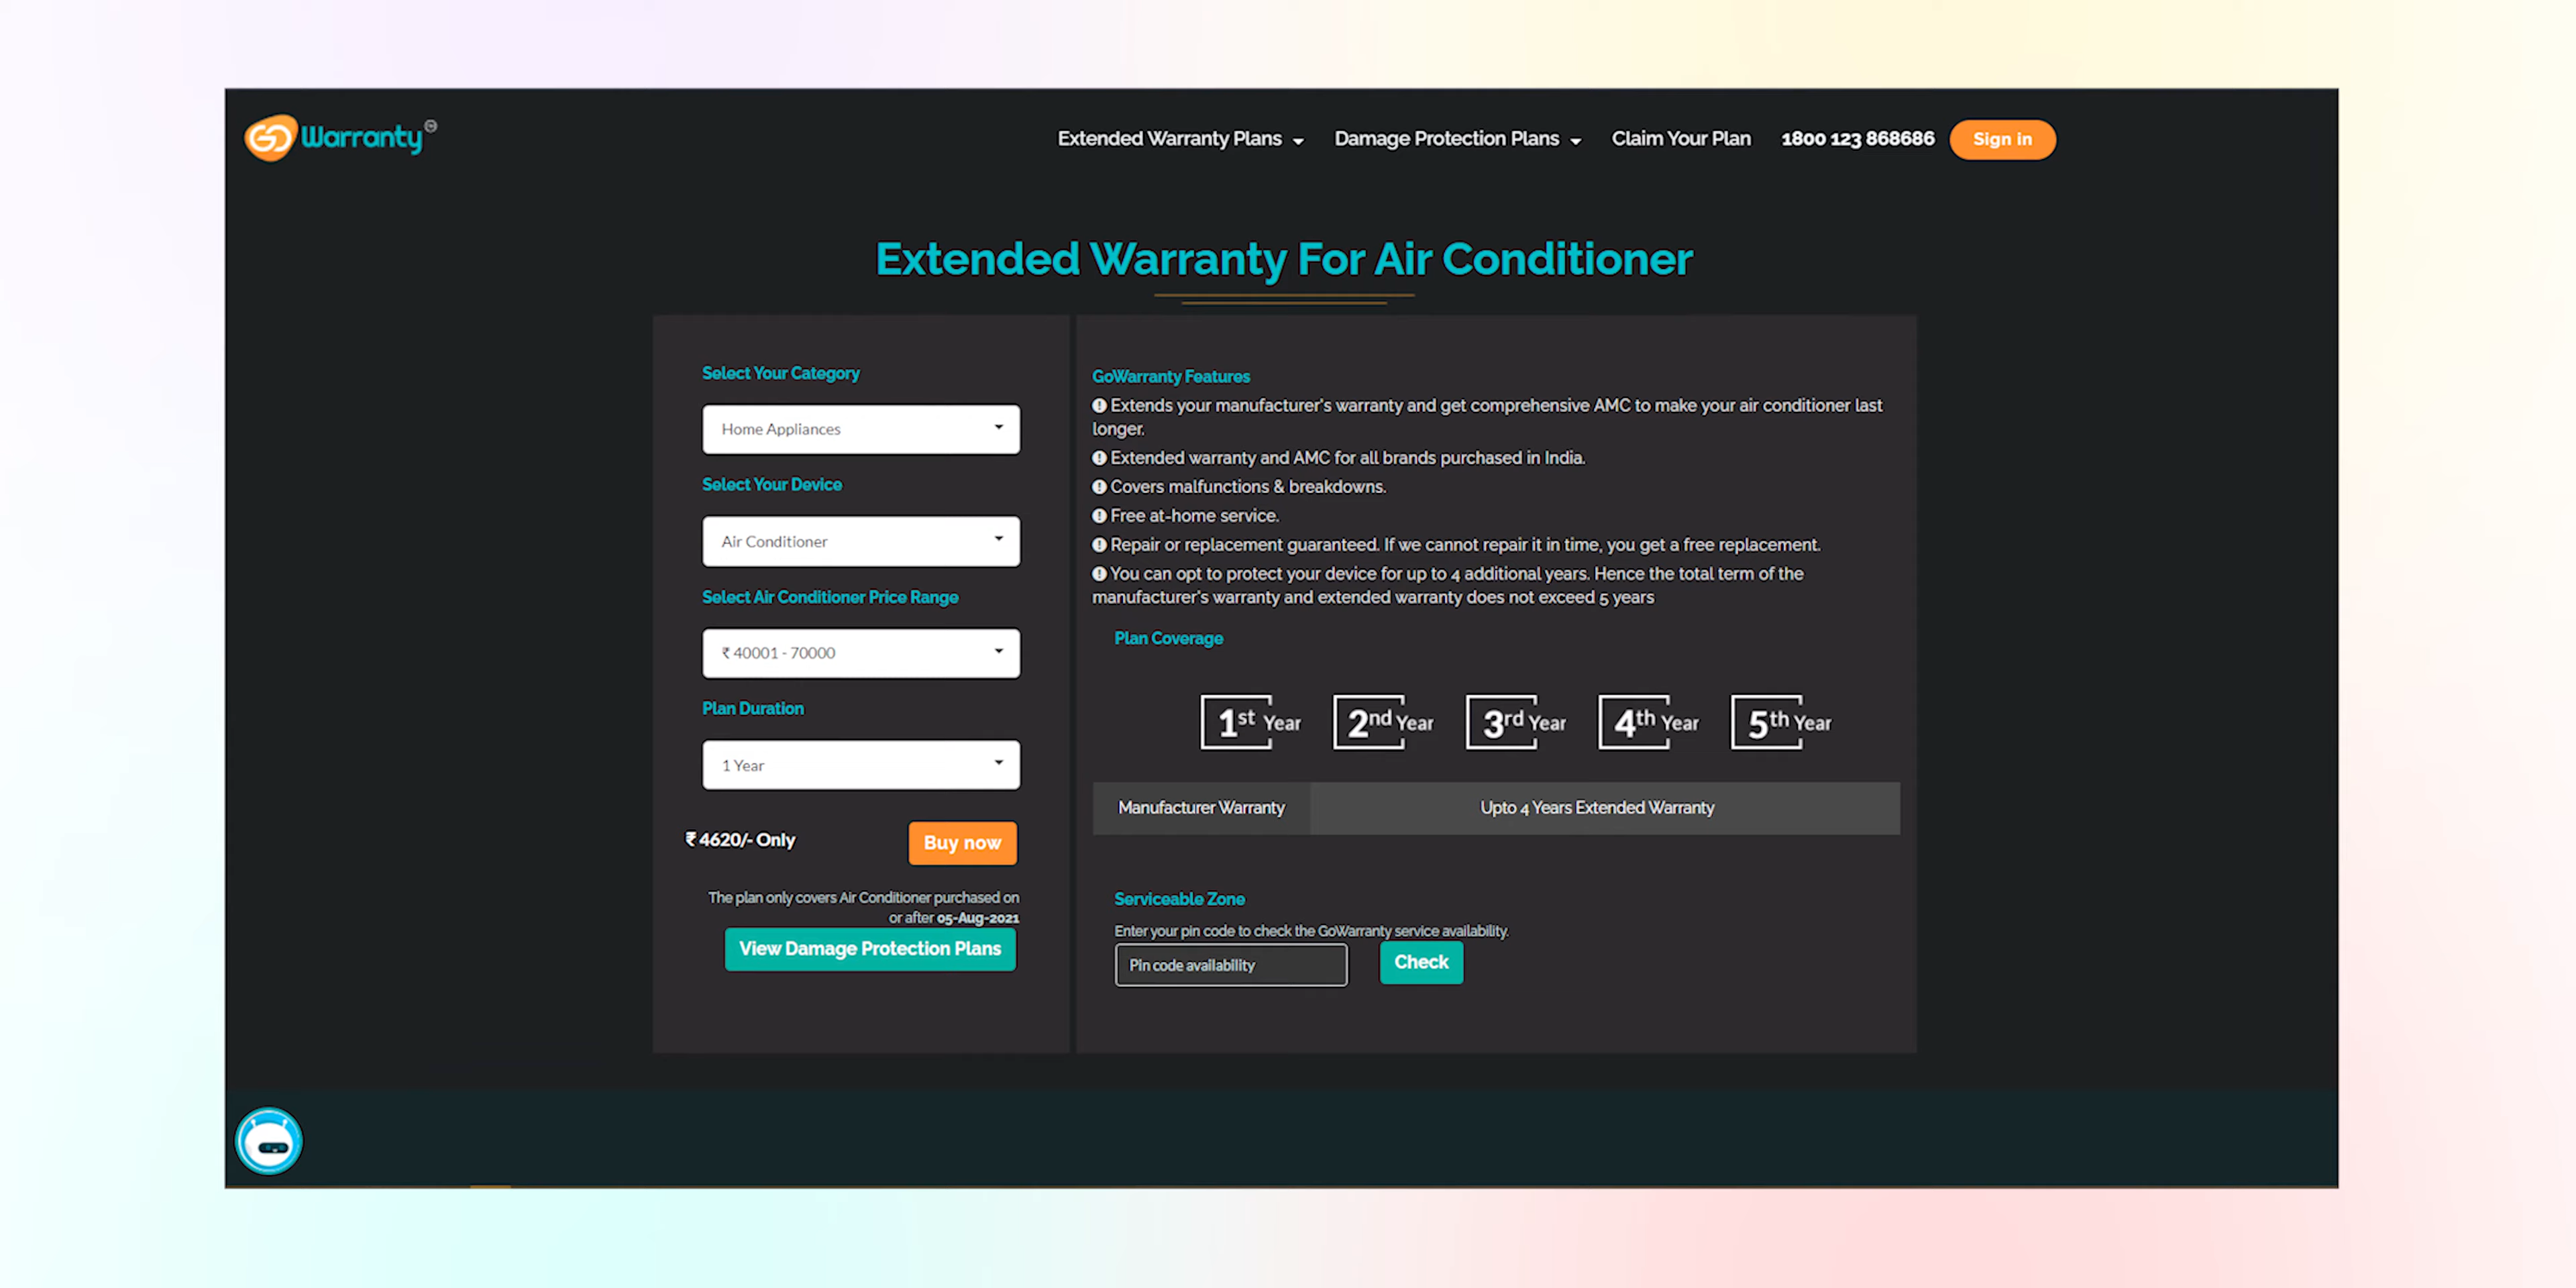 GO Warranty
Extended Warranty Plans
Damage Protection Plans
Claim Your Plan
1800 123 868686
Sign in
Extended Warranty For Air Conditioner
Select Your Category
Home Appliances
Select Your Device
Air Conditioner
Select Air Conditioner Price Range
₹ 40001 - 70000
Plan Duration
1 Year
₹ 4620/- Only
Buy now
The plan only covers Air Conditioner purchased on
or after 05-Aug-2021
View Damage Protection Plans
GoWarranty Features
Extends your manufacturer's warranty and get comprehensive AMC to make your air conditioner last
longer.
Extended warranty and AMC for all brands purchased in India.
Covers malfunctions & breakdowns.
Free at-home service.
Repair or replacement guaranteed. If we cannot repair it in time, you get a free replacement.
You can opt to protect your device for up to 4 additional years. Hence the total term of the
manufacturer's warranty and extended warranty does not exceed 5 years
Plan Coverage
1st Year
2nd Year
3rd Year
4th Year
5th Year
Manufacturer Warranty
Upto 4 Years Extended Warranty
Serviceable Zone
Enter your pin code to check the GoWarranty service availability.
Pin code availability
Check